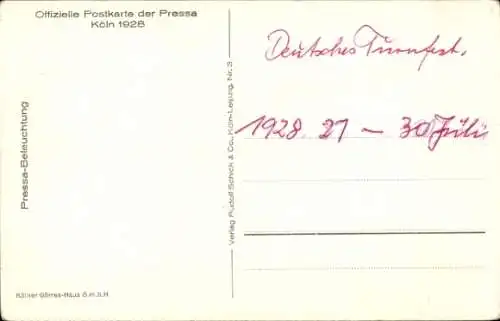 Offizielle Postkarte der Pressa
Köln 1928
Pressa-Beleuchtung
Kölner Görres-Haus G.m.b.H
Verlag Rudolf Schick & Co., Köln-Leipzig, Nr. 3
Deutsches Turnfest.
1928 21 – 30 Juli